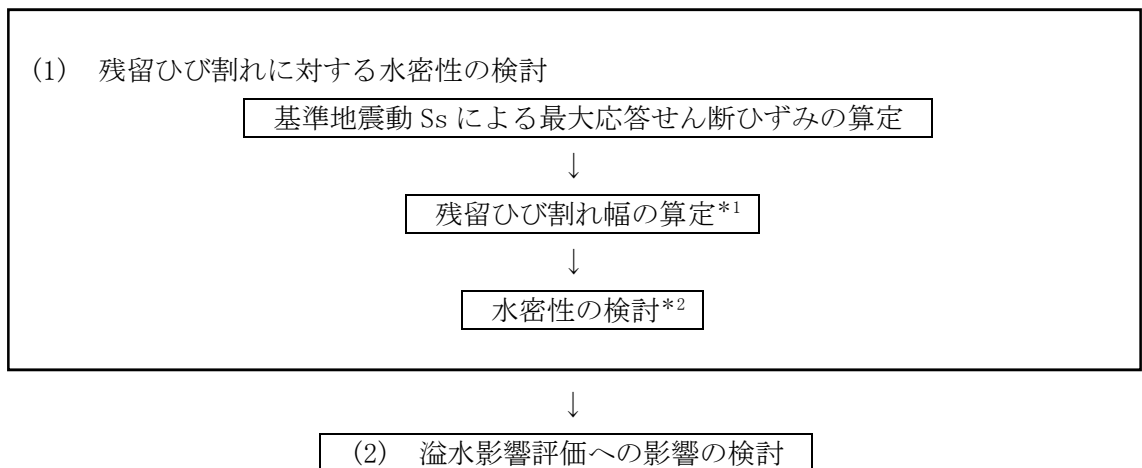 (1) 残留ひび割れに対する水密性の検討
基準地震動 Ss による最大応答せん断ひずみの算定
↓
残留ひび割れ幅の算定*1
↓
水密性の検討*2
↓
(2) 溢水影響評価への影響の検討